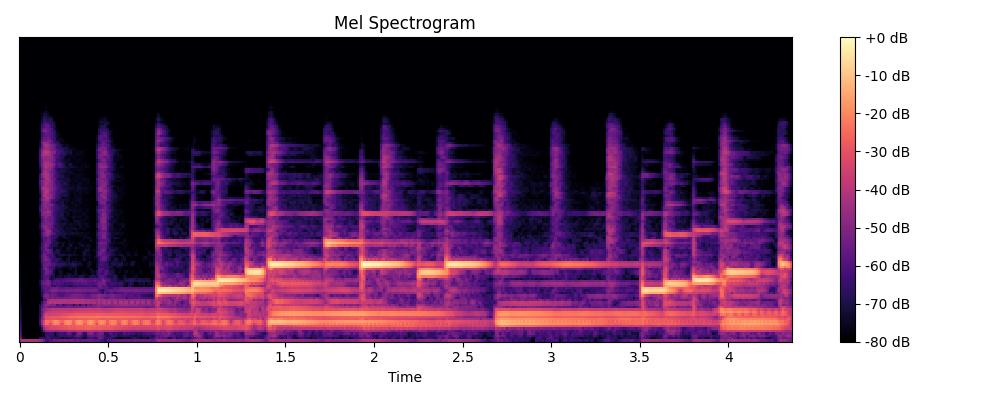 Mel Spectrogram
+0 dB
-10 dB
-20 dB
-30 dB
-40 dB
-50 dB
-60 dB
-70 dB
-80 dB
0 0.5 1 1.5 2 2.5 3 3.5 4
Time